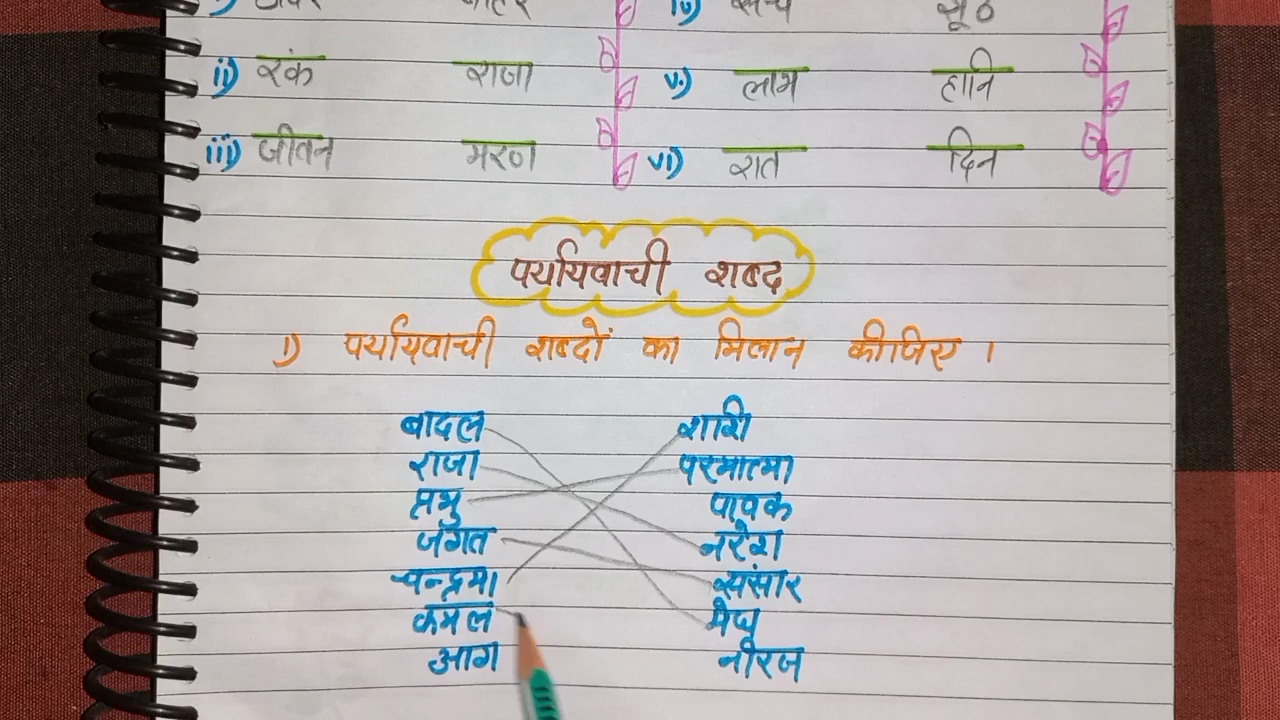 ii) रंक राजा v.) लाभ हानि
iii) जीवन मरण vi) रात दिन
पर्यायवाची शब्द
1) पर्यायवाची शब्दों का मिलान कीजिए ।
बादल शशि
राजा परमात्मा
प्रभु पावक
जगत नरेश
चन्द्रमा संसार
कमल मेघ
आग नीरज